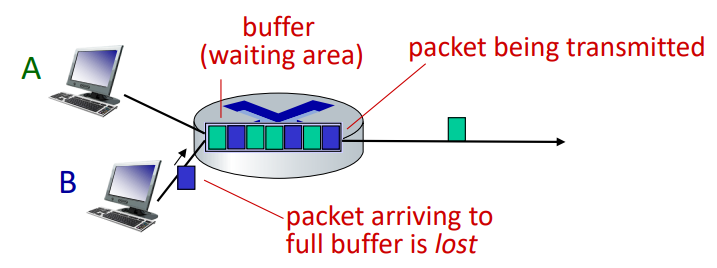 buffer
(waiting area)
packet being transmitted
A
B
packet arriving to
full buffer is lost